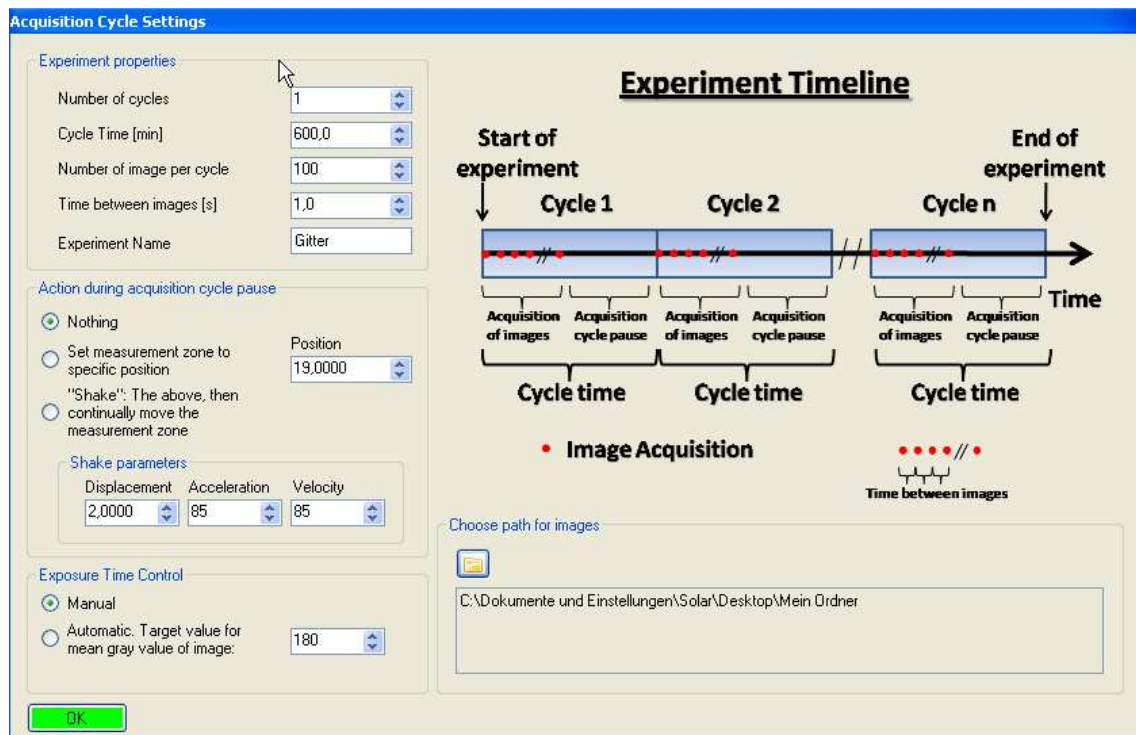 Acquisition Cycle Settings
Experiment properties
Number of cycles
1
Cycle Time [min]
600,0
Number of image per cycle
100
Time between images [s]
1,0
Experiment Name
Gitter
Action during acquisition cycle pause
Nothing
Set measurement zone to
specific position
Position
19,0000
"Shake": The above, then
continually move the
measurement zone
Shake parameters
Displacement Acceleration Velocity
2,0000 85 85
Exposure Time Control
Manual
Automatic. Target value for
mean gray value of image:
180
OK
Experiment Timeline
Start of
experiment
End of
experiment
Cycle 1 Cycle 2 Cycle n
Time
Acquisition
of images
Acquisition
cycle pause
Acquisition
of images
Acquisition
cycle pause
Acquisition
of images
Acquisition
cycle pause
Cycle time Cycle time Cycle time
Image Acquisition
Time between images
Choose path for images
C:\Dokumente und Einstellungen\Solar\Desktop\Mein Ordner